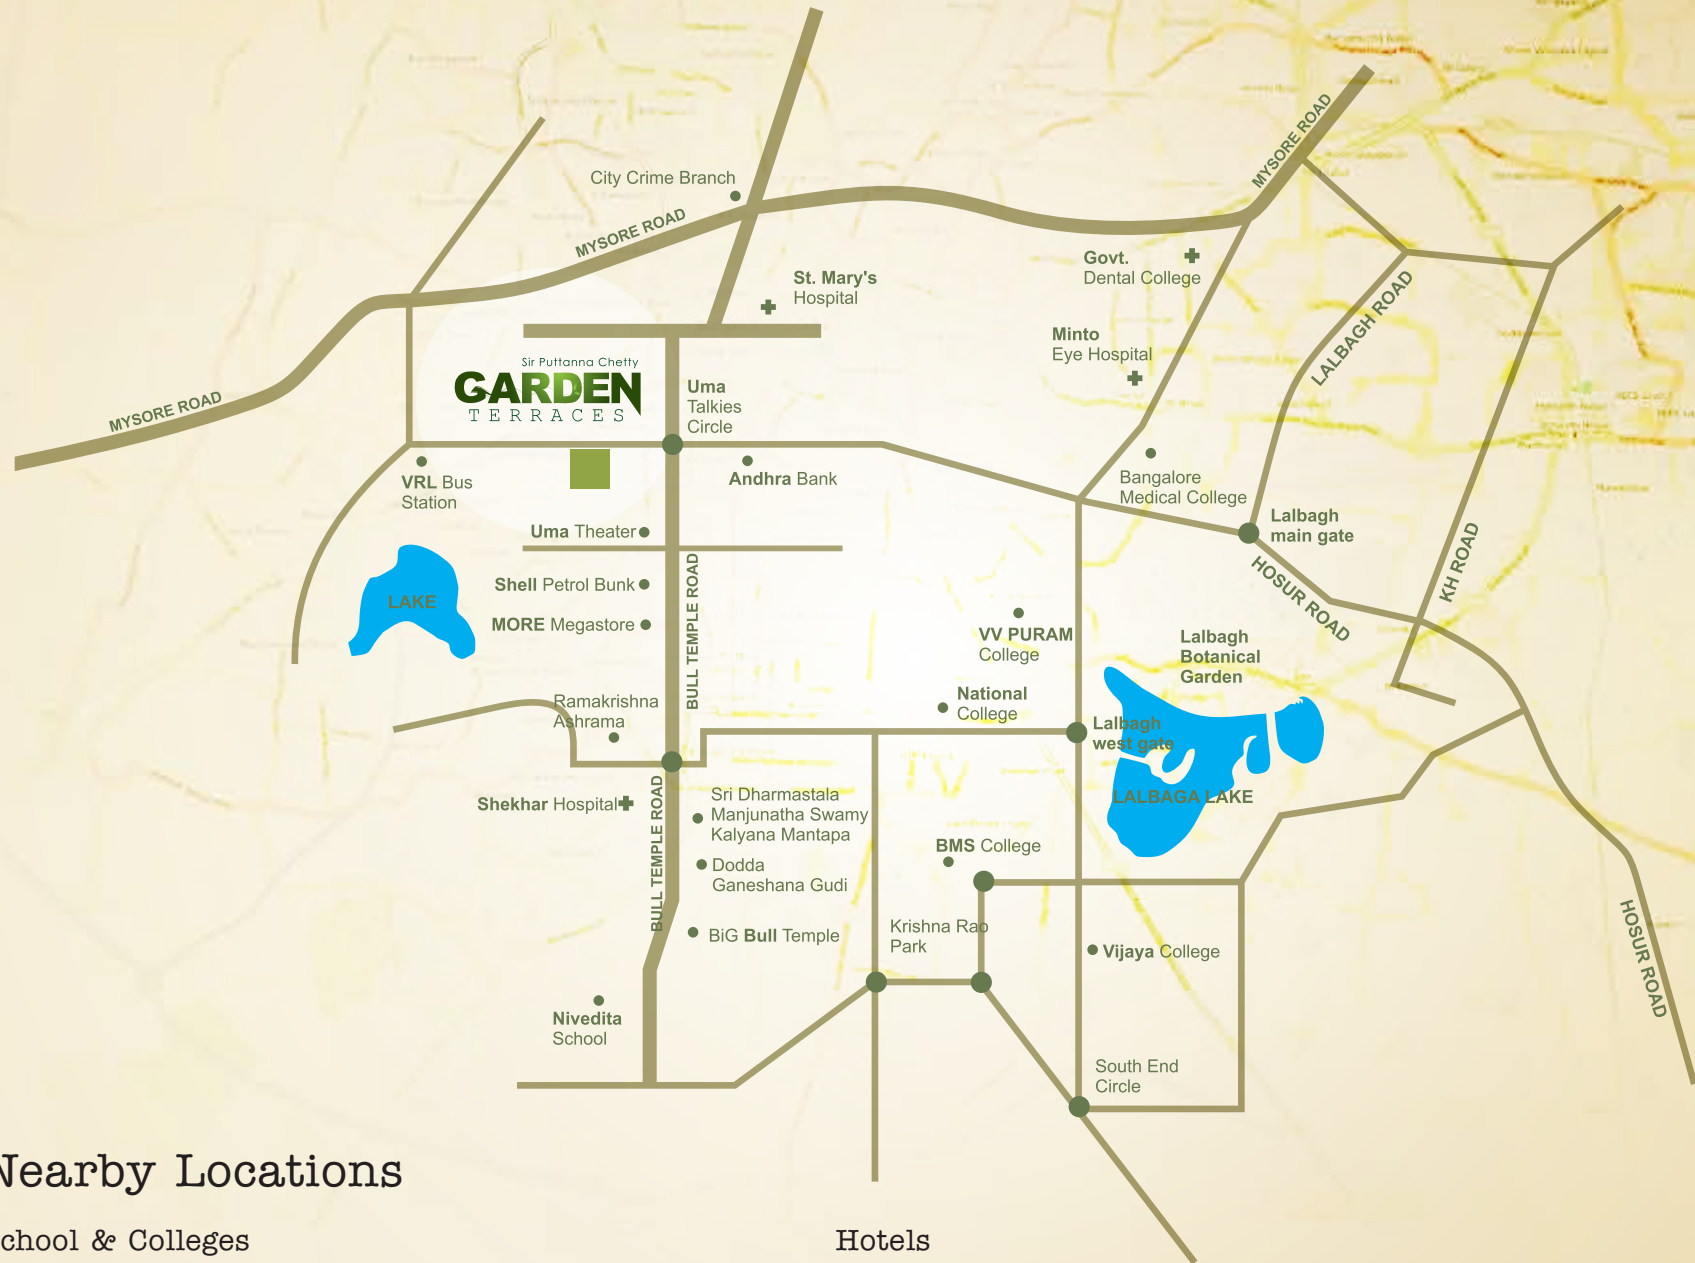 City Crime Branch
MYSORE ROAD
MYSORE ROAD
St. Mary's
Hospital
Govt.
Dental College
Minto
Eye Hospital
LALBAGH ROAD
Sir Puttanna Chetty
GARDEN
TERRACES
Uma
Talkies
Circle
MYSORE ROAD
VRL Bus
Station
Andhra Bank
Bangalore
Medical College
Lalbagh
main gate
Uma Theater
KH ROAD
HOSUR ROAD
Shell Petrol Bunk
LAKE
MORE Megastore
BULL TEMPLE ROAD
VV PURAM
College
Lalbagh
Botanical
Garden
Ramakrishna
Ashrama
National
College
Lalbagh
west gate
Shekhar Hospital
BULL TEMPLE ROAD
Sri Dharmastala
Manjunatha Swamy
Kalyana Mantapa
LALBAGA LAKE
BMS College
Dodda
Ganeshana Gudi
BiG Bull Temple
Krishna Rao
Park
Vijaya College
HOSUR ROAD
Nivedita
School
South End
Circle
Nearby Locations
chool & Colleges
Hotels